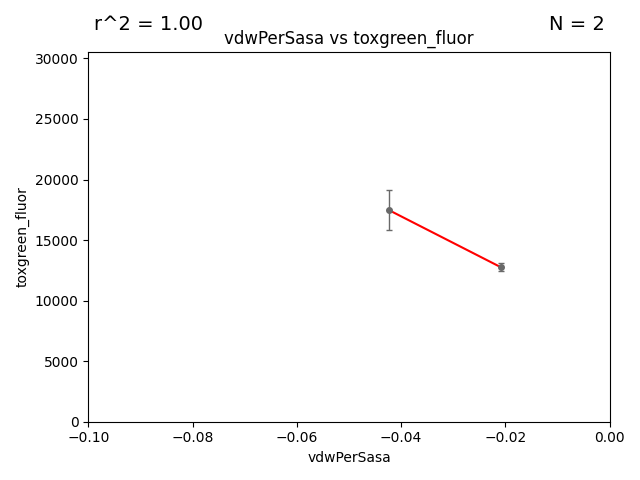 r^2 = 1.00
N = 2
vdwPerSasa vs toxgreen_fluor
30000
25000
20000
15000
10000
5000
0
toxgreen_fluor
−0.10 −0.08 −0.06 −0.04 −0.02 0.00
vdwPerSasa